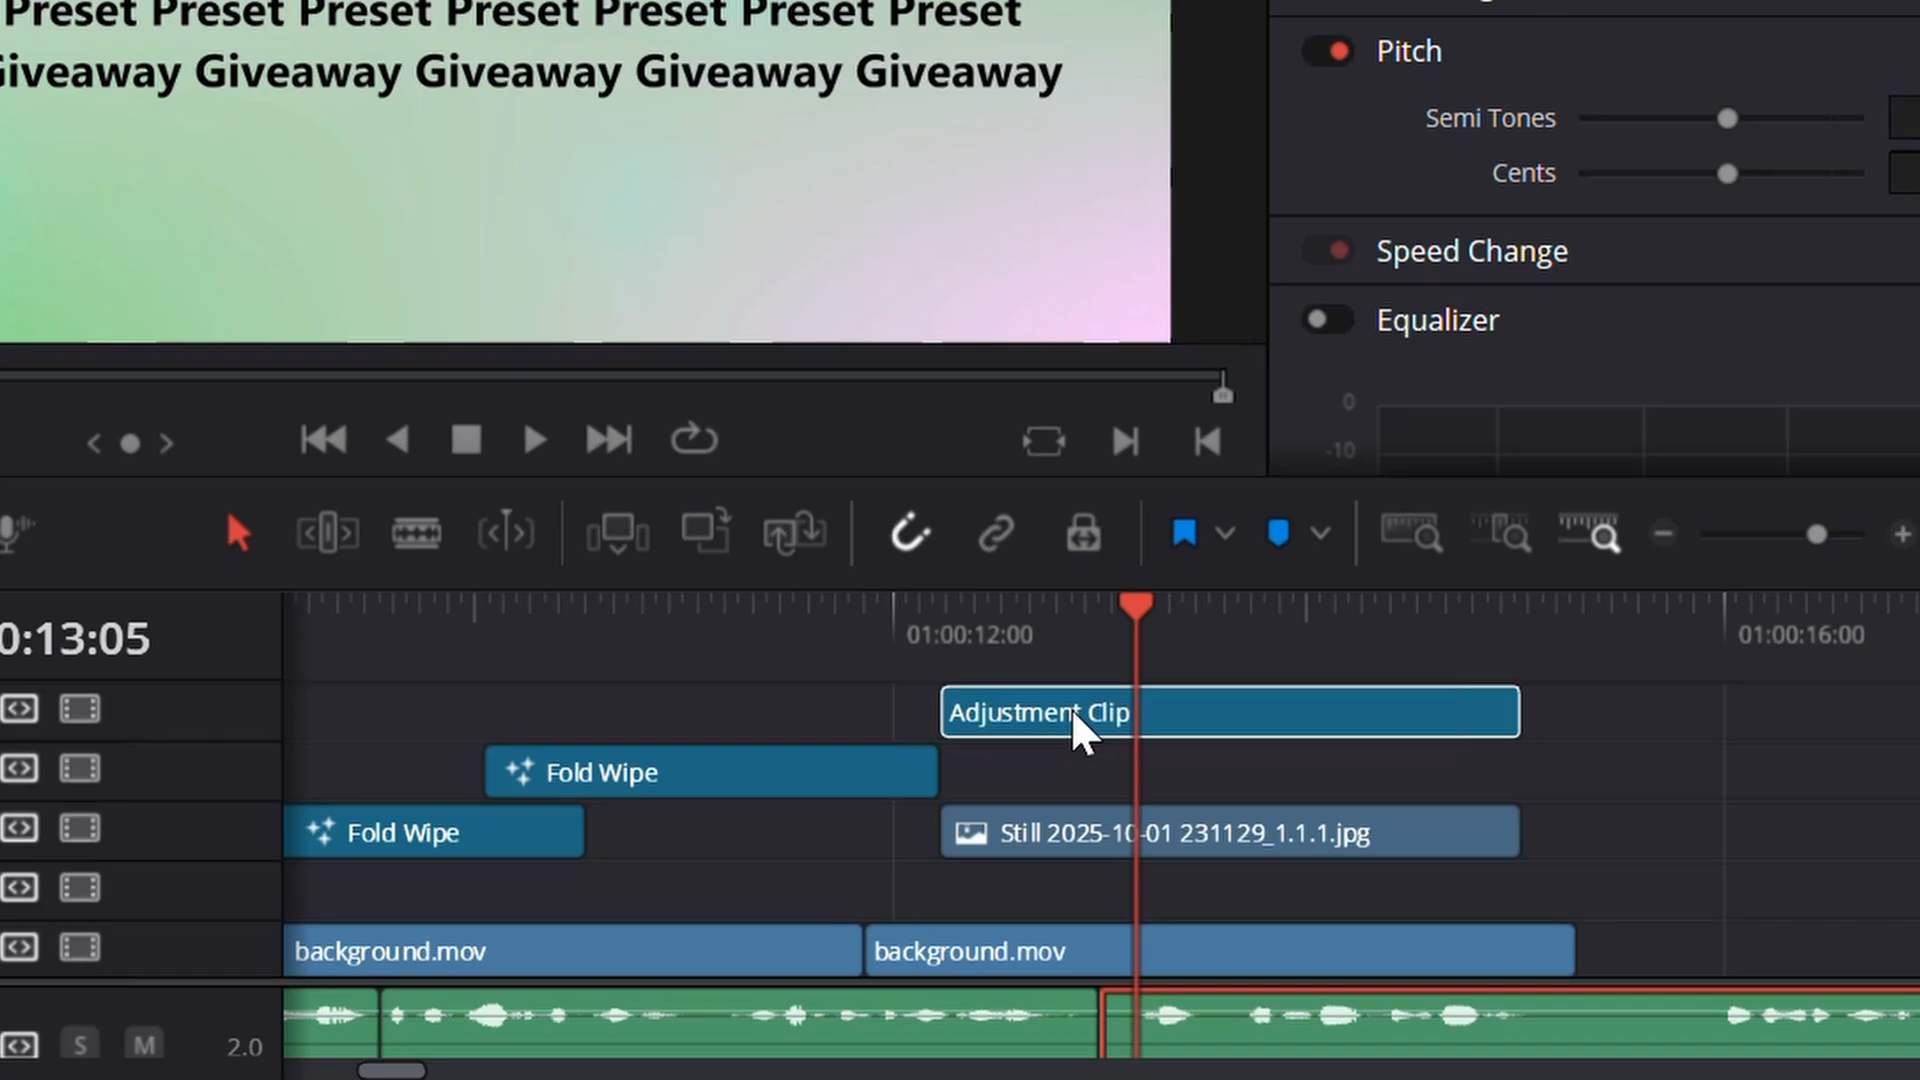 Preset Preset Preset Preset Preset Preset Preset
Giveaway Giveaway Giveaway Giveaway Giveaway
Pitch
Semi Tones
Cents
Speed Change
Equalizer
0
-10
0:13:05
01:00:12:00
01:00:16:00
Adjustment Clip
Fold Wipe
Fold Wipe
Still 2025-10-01 231129_1.1.1.jpg
background.mov
background.mov
S
M
2.0